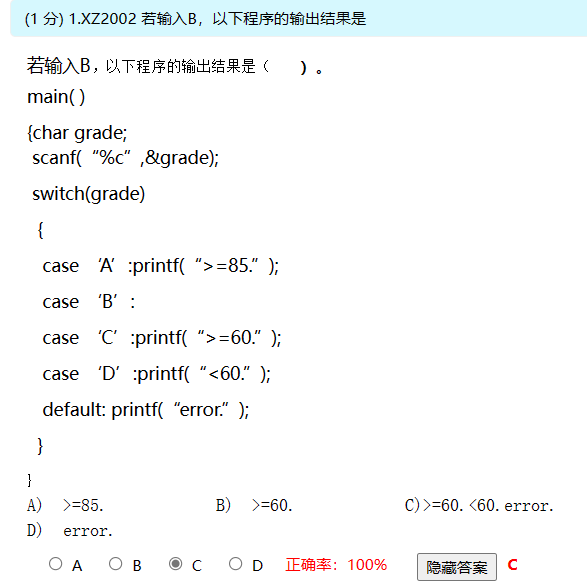 (1 分) 1.XZ2002 若输入B，以下程序的输出结果是
若输入B，以下程序的输出结果是（ ）。
main( )
{char grade;
scanf(“%c”,&grade);
switch(grade)
{
case ‘A’:printf(“>=85.”);
case ‘B’:
case ‘C’:printf(“>=60.”);
case ‘D’:printf(“<60.”);
default: printf(“error.”);
}
}
A) >=85. B) >=60. C)>=60.<60.error.
D) error.
A B C D 正确率：100% 隐藏答案 C